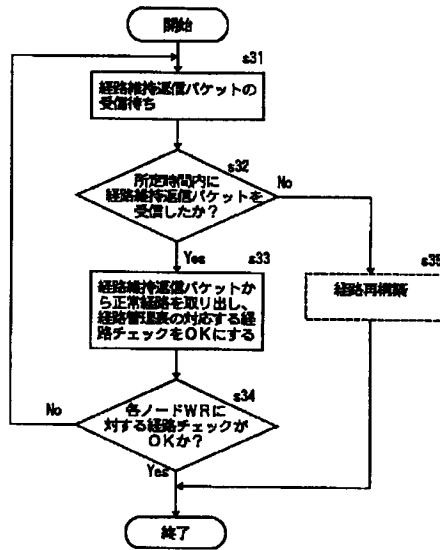 開始
s31
経路維持返信パケットの
受信待ち
s32
所定時間内に
経路維持返信パケットを
受信したか?
No
Yes
s33
s35
経路維持返信パケットか
ら正常経路を取り出し、
経路管理表の対応する経
路チェックをOKにする
経路再構築
s34
No
各ノードWRに
対する経路チェックが
OKか?
Yes
終了